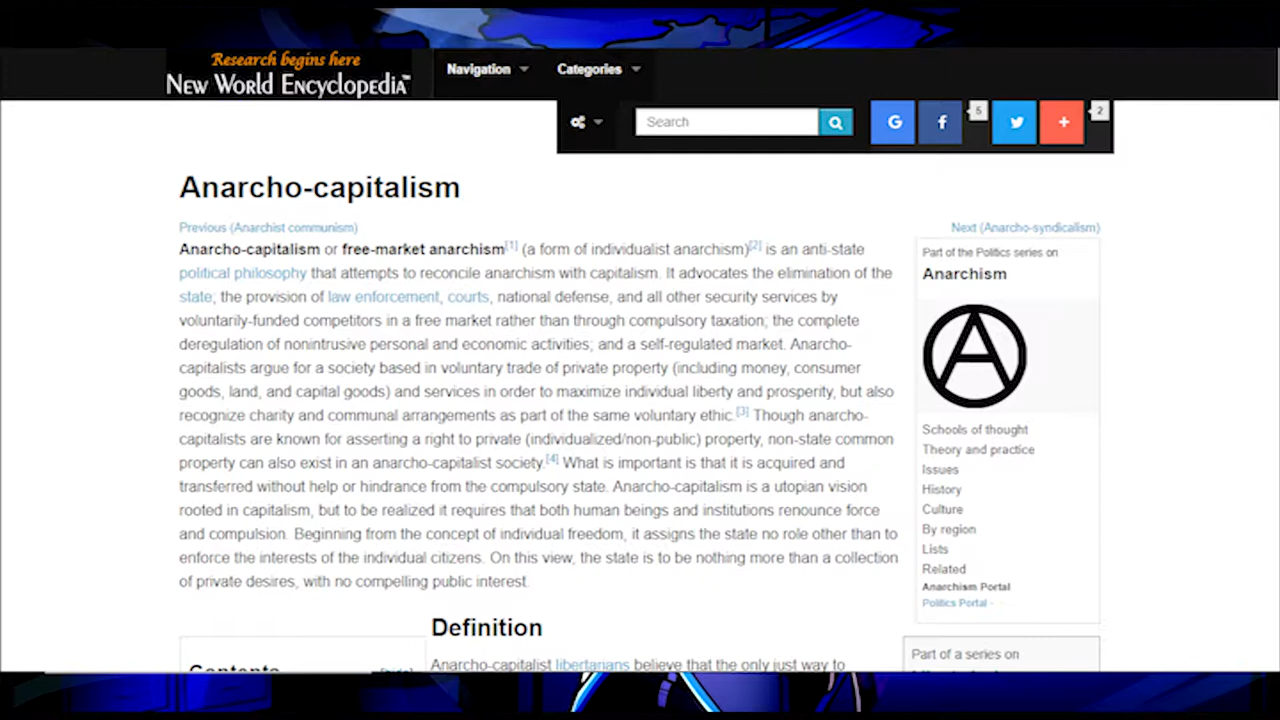 Research begins here
New World Encyclopedia™
Navigation
Categories
Search
G
f
5
+
2
Anarcho-capitalism
Previous (Anarchist communism)
Next (Anarcho-syndicalism)
Anarcho-capitalism or free-market anarchism[1] (a form of individualist anarchism)[2] is an anti-state
political philosophy that attempts to reconcile anarchism with capitalism. It advocates the elimination of the
state; the provision of law enforcement, courts, national defense, and all other security services by
voluntarily-funded competitors in a free market rather than through compulsory taxation; the complete
deregulation of nonintrusive personal and economic activities; and a self-regulated market. Anarcho-
capitalists argue for a society based in voluntary trade of private property (including money, consumer
goods, land, and capital goods) and services in order to maximize individual liberty and prosperity, but also
recognize charity and communal arrangements as part of the same voluntary ethic.[3] Though anarcho-
capitalists are known for asserting a right to private (individualized/non-public) property, non-state common
property can also exist in an anarcho-capitalist society.[4] What is important is that it is acquired and
transferred without help or hindrance from the compulsory state. Anarcho-capitalism is a utopian vision
rooted in capitalism, but to be realized it requires that both human beings and institutions renounce force
and compulsion. Beginning from the concept of individual freedom, it assigns the state no role other than to
enforce the interests of the individual citizens. On this view, the state is to be nothing more than a collection
of private desires, with no compelling public interest.
Part of the Politics series on
Anarchism
Schools of thought
Theory and practice
Issues
History
Culture
By region
Lists
Related
Anarchism Portal
Politics Portal ·
Definition
Contents
Anarcho-capitalist libertarians believe that the only just way to
Part of a series on